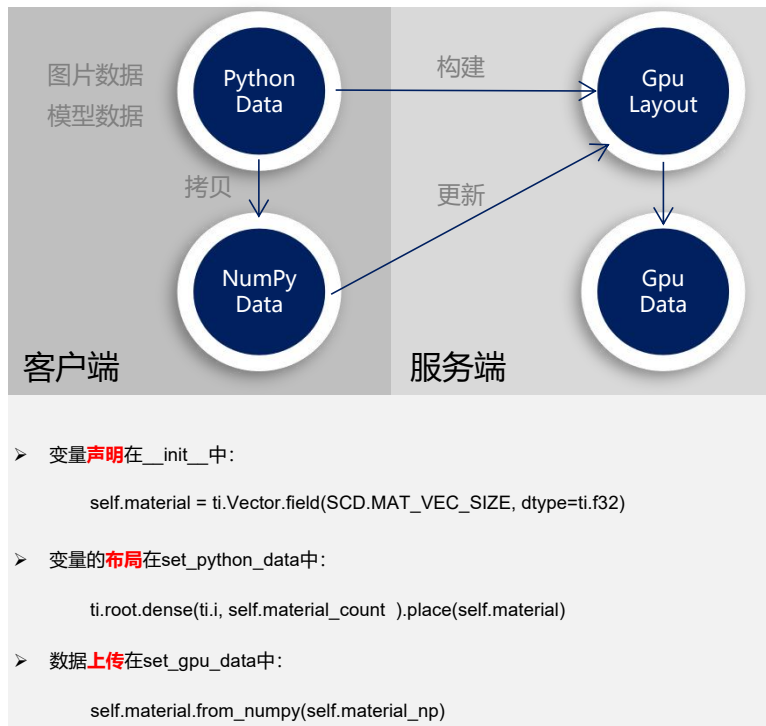 图片数据
模型数据
Python
Data
构建
Gpu
Layout
拷贝
更新
NumPy
Data
Gpu
Data
客户端
服务端
➢ 变量声明在__init__中：
self.material = ti.Vector.field(SCD.MAT_VEC_SIZE, dtype=ti.f32)
➢ 变量的布局在set_python_data中：
ti.root.dense(ti.i, self.material_count  ).place(self.material)
➢ 数据上传在set_gpu_data中：
self.material.from_numpy(self.material_np)